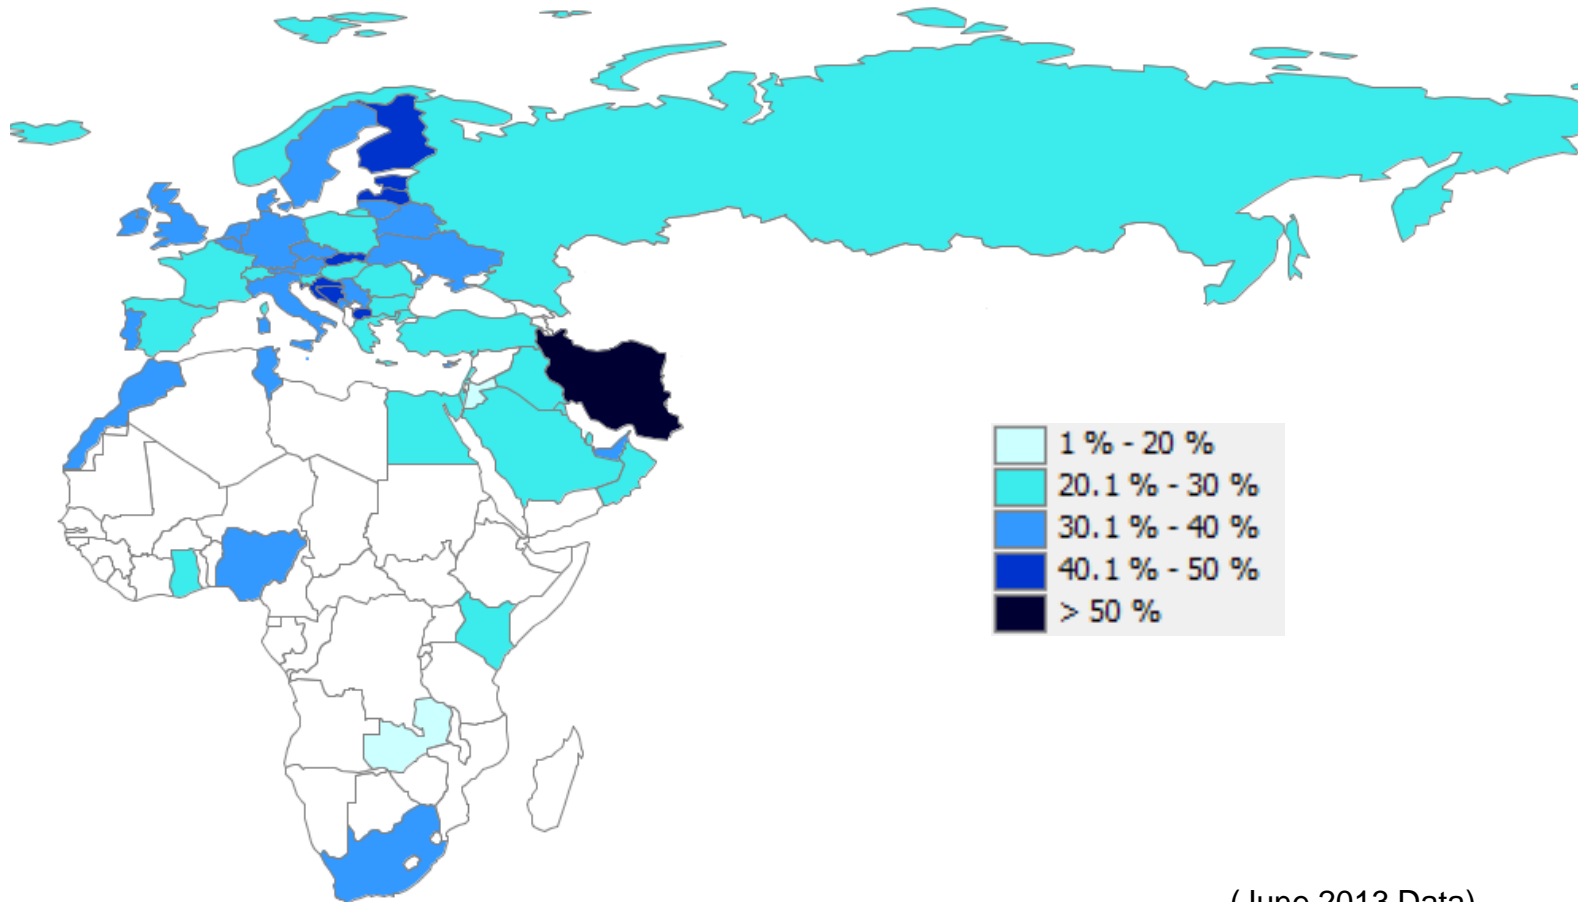 1 % - 20 %
20.1 % - 30 %
30.1 % - 40 %
40.1 % - 50 %
> 50 %
(June 2013 Data)